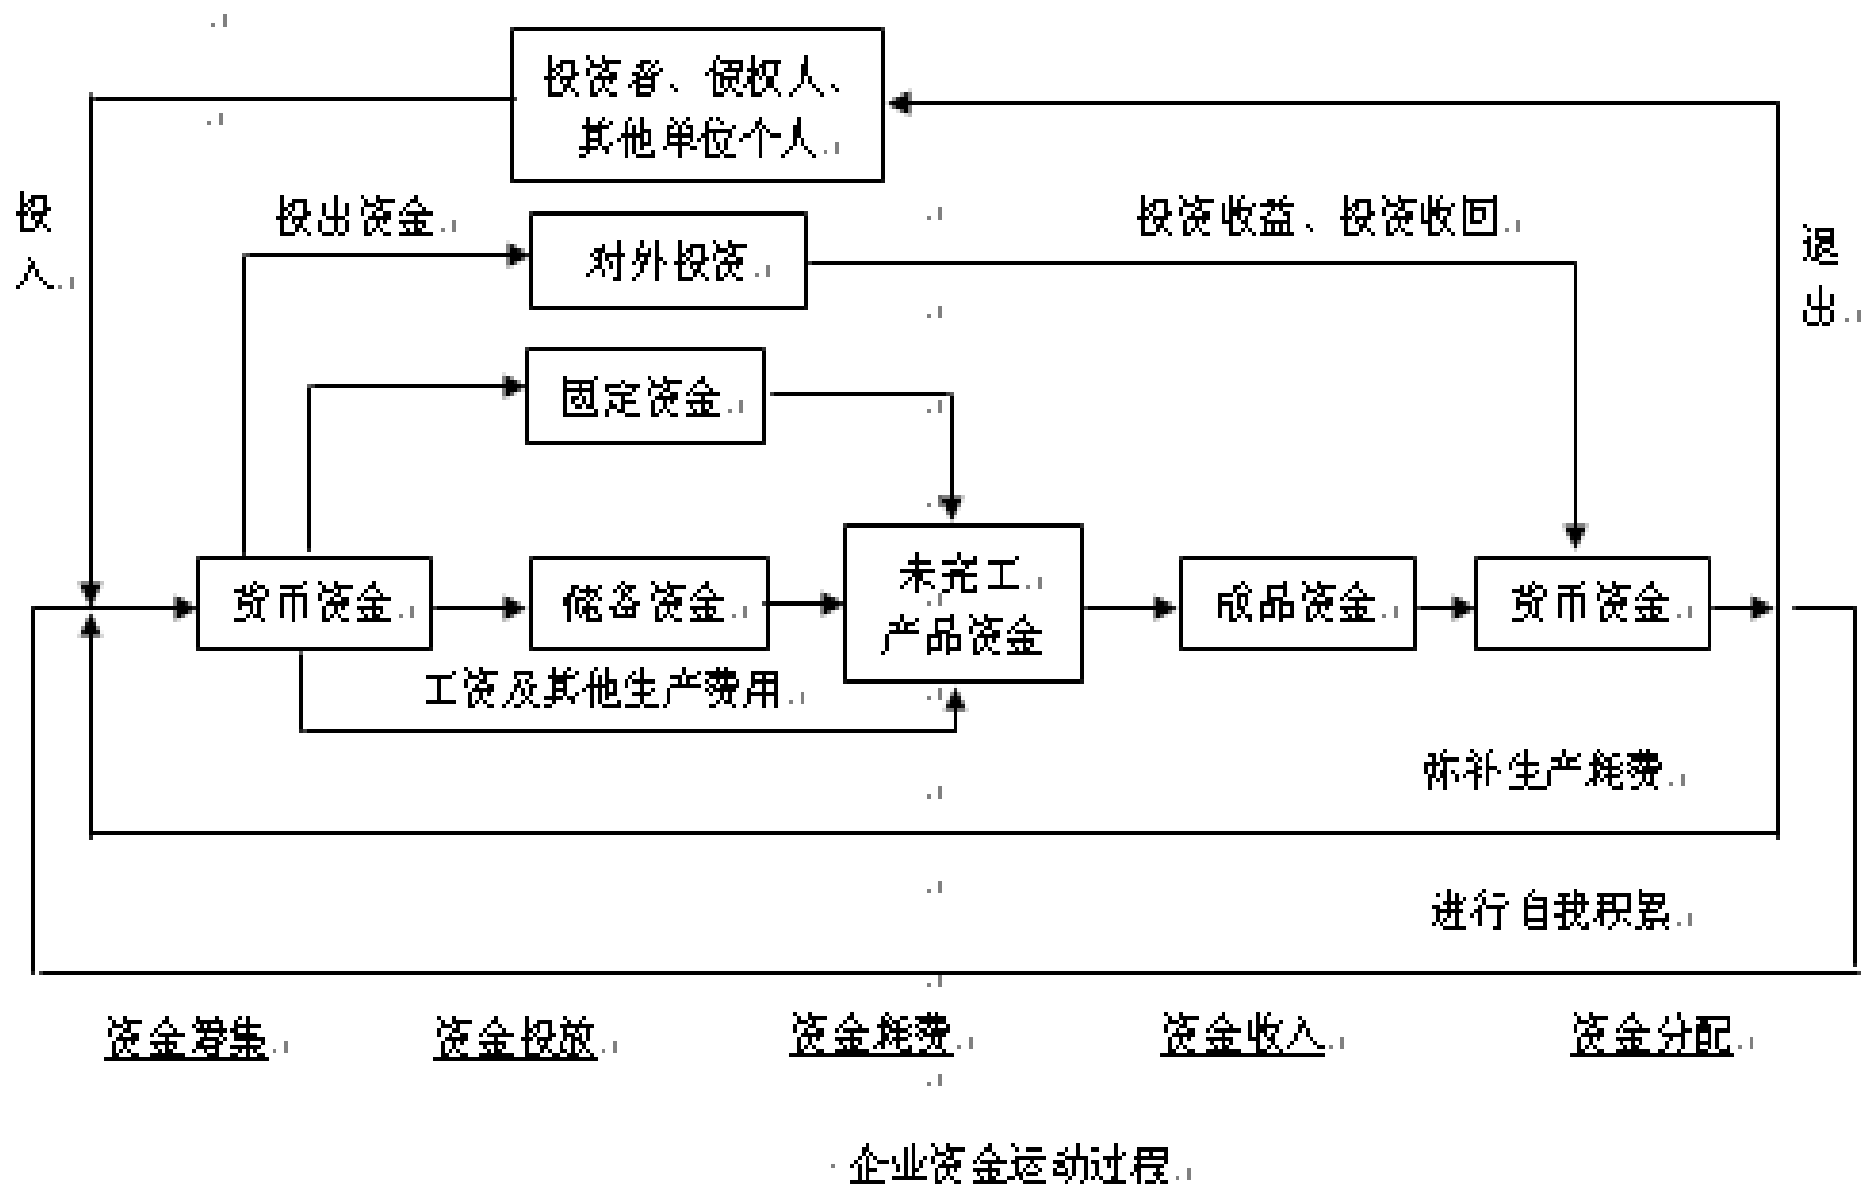 投资者、债权人、
其他单位个人
投
入
投出资金
投资收益、投资收回
退
出
对外投资
固定资金
货币资金
储备资金
未完工
产品资金
成品资金
货币资金
工资及其他生产费用
弥补生产耗费
进行自我积累
资金筹集
资金投放
资金耗费
资金收入
资金分配
企业资金运动过程